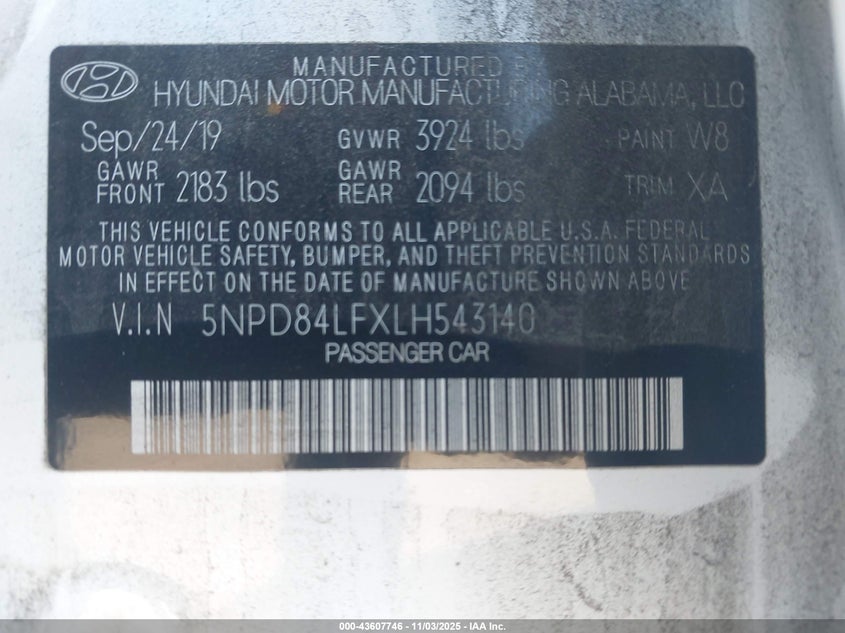 MANUFACTURED BY
HYUNDAI MOTOR MANUFACTURING ALABAMA, LLC
Sep/24/19 GVWR 3924 lbs PAINT W8
GAWR FRONT 2183 lbs GAWR REAR 2094 lbs TRIM XA
THIS VEHICLE CONFORMS TO ALL APPLICABLE U.S.A. FEDERAL
MOTOR VEHICLE SAFETY, BUMPER, AND THEFT PREVENTION STANDARDS
IN EFFECT ON THE DATE OF MANUFACTURE SHOWN ABOVE
V.I.N 5NPD84LFXLH543140
PASSENGER CAR
000-43607746 - 11/03/2025 - IAA Inc.